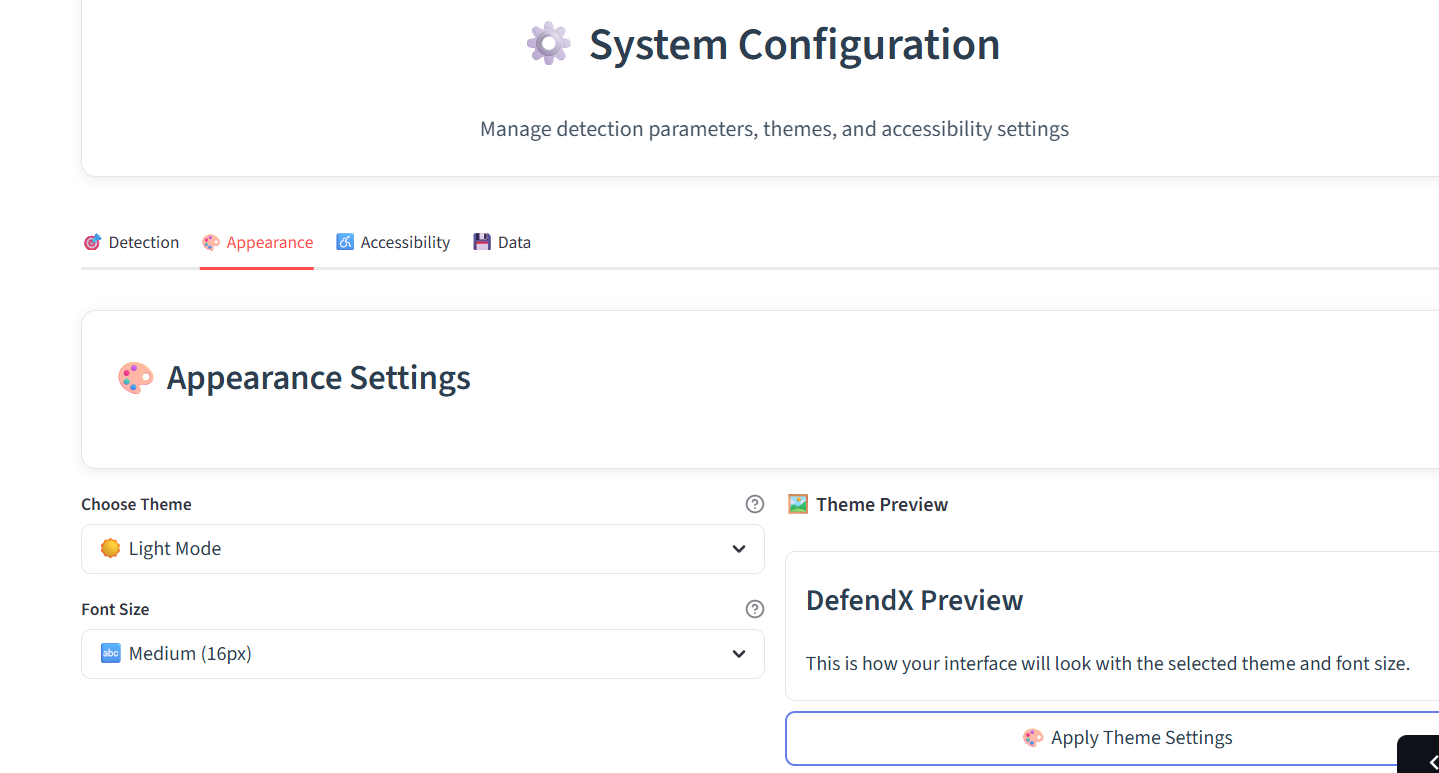 System Configuration
Manage detection parameters, themes, and accessibility settings
Detection
Appearance
Accessibility
Data
Appearance Settings
Choose Theme
Light Mode
Font Size
abc Medium (16px)
Theme Preview
DefendX Preview
This is how your interface will look with the selected theme and font size.
Apply Theme Settings